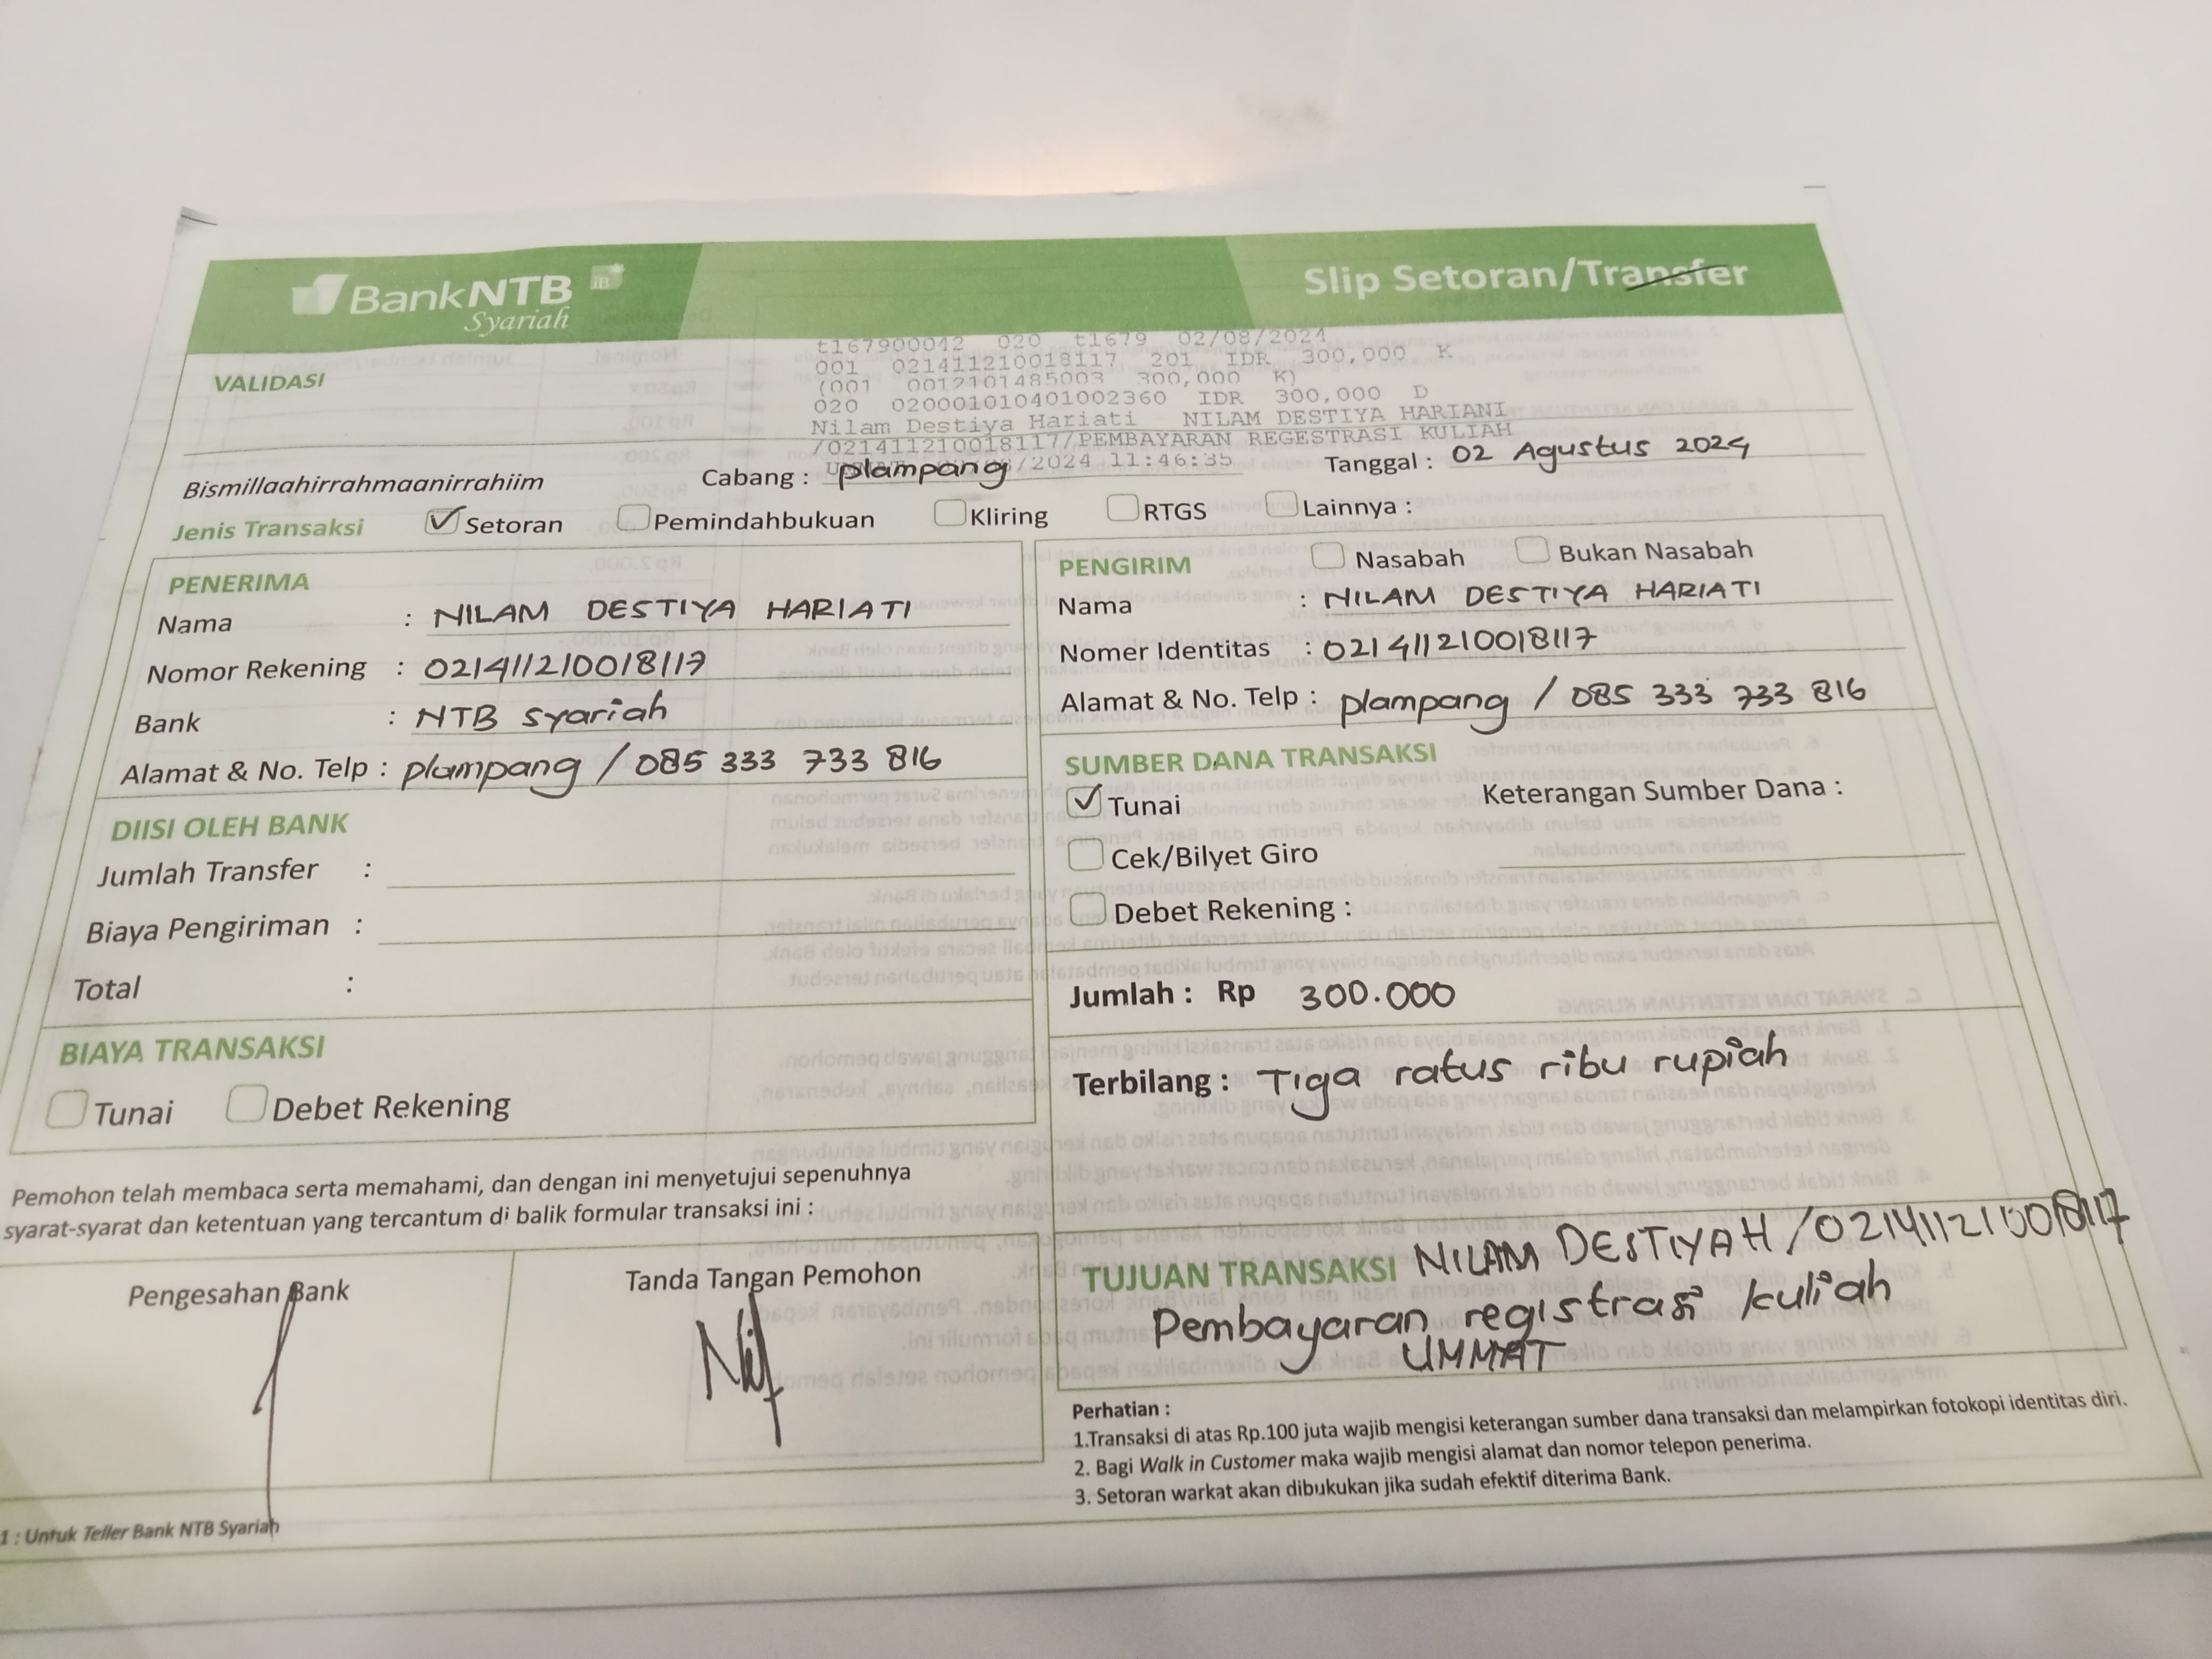 BankNTB
Syariah
iB
Slip Setoran/Transfer
VALIDASI
t167900042 020 t1679 02/08/2024
001 021411210018117 201 IDR 300,000 K
(001 0012101485003 300,000 K)
020 020001010401002360 IDR 300,000 D
Nilam Destiya Hariati NILAM DESTIYA HARIANI
/021411210018117/PEMBAYARAN REGESTRASI KULIAH
/2024 11:46:35
Bismillaahirrahmaanirrahiim
Cabang : plampang
Tanggal : 02 Agustus 2024
Jenis Transaksi Setoran Pemindahbukuan Kliring RTGS Lainnya :
PENERIMA
Nama : NILAM DESTIYA HARIATI
Nomor Rekening : 021411210018117
Bank : NTB syariah
Alamat & No. Telp : plampang / 085 333 733 816
DIISI OLEH BANK
Jumlah Transfer :
Biaya Pengiriman :
Total :
BIAYA TRANSAKSI
Tunai Debet Rekening
Pemohon telah membaca serta memahami, dan dengan ini menyetujui sepenuhnya
syarat-syarat dan ketentuan yang tercantum di balik formular transaksi ini :
Pengesahan Bank
Tanda Tangan Pemohon
1 : Untuk Teller Bank NTB Syariah
PENGIRIM Nasabah Bukan Nasabah
Nama : NILAM DESTIYA HARIATI
Nomer Identitas : 021411210018117
Alamat & No. Telp : plampang / 085 333 733 816
SUMBER DANA TRANSAKSI
Tunai Keterangan Sumber Dana :
Cek/Bilyet Giro
Debet Rekening :
Jumlah : Rp 300.000
Terbilang : Tiga ratus ribu rupiah
TUJUAN TRANSAKSI NILAM DESTIYAH /021411210018117
Pembayaran registrasi kuliah
UMMAT
Perhatian :
1.Transaksi di atas Rp.100 juta wajib mengisi keterangan sumber dana transaksi dan melampirkan fotokopi identitas diri.
2. Bagi Walk in Customer maka wajib mengisi alamat dan nomor telepon penerima.
3. Setoran warkat akan dibukukan jika sudah efektif diterima Bank.